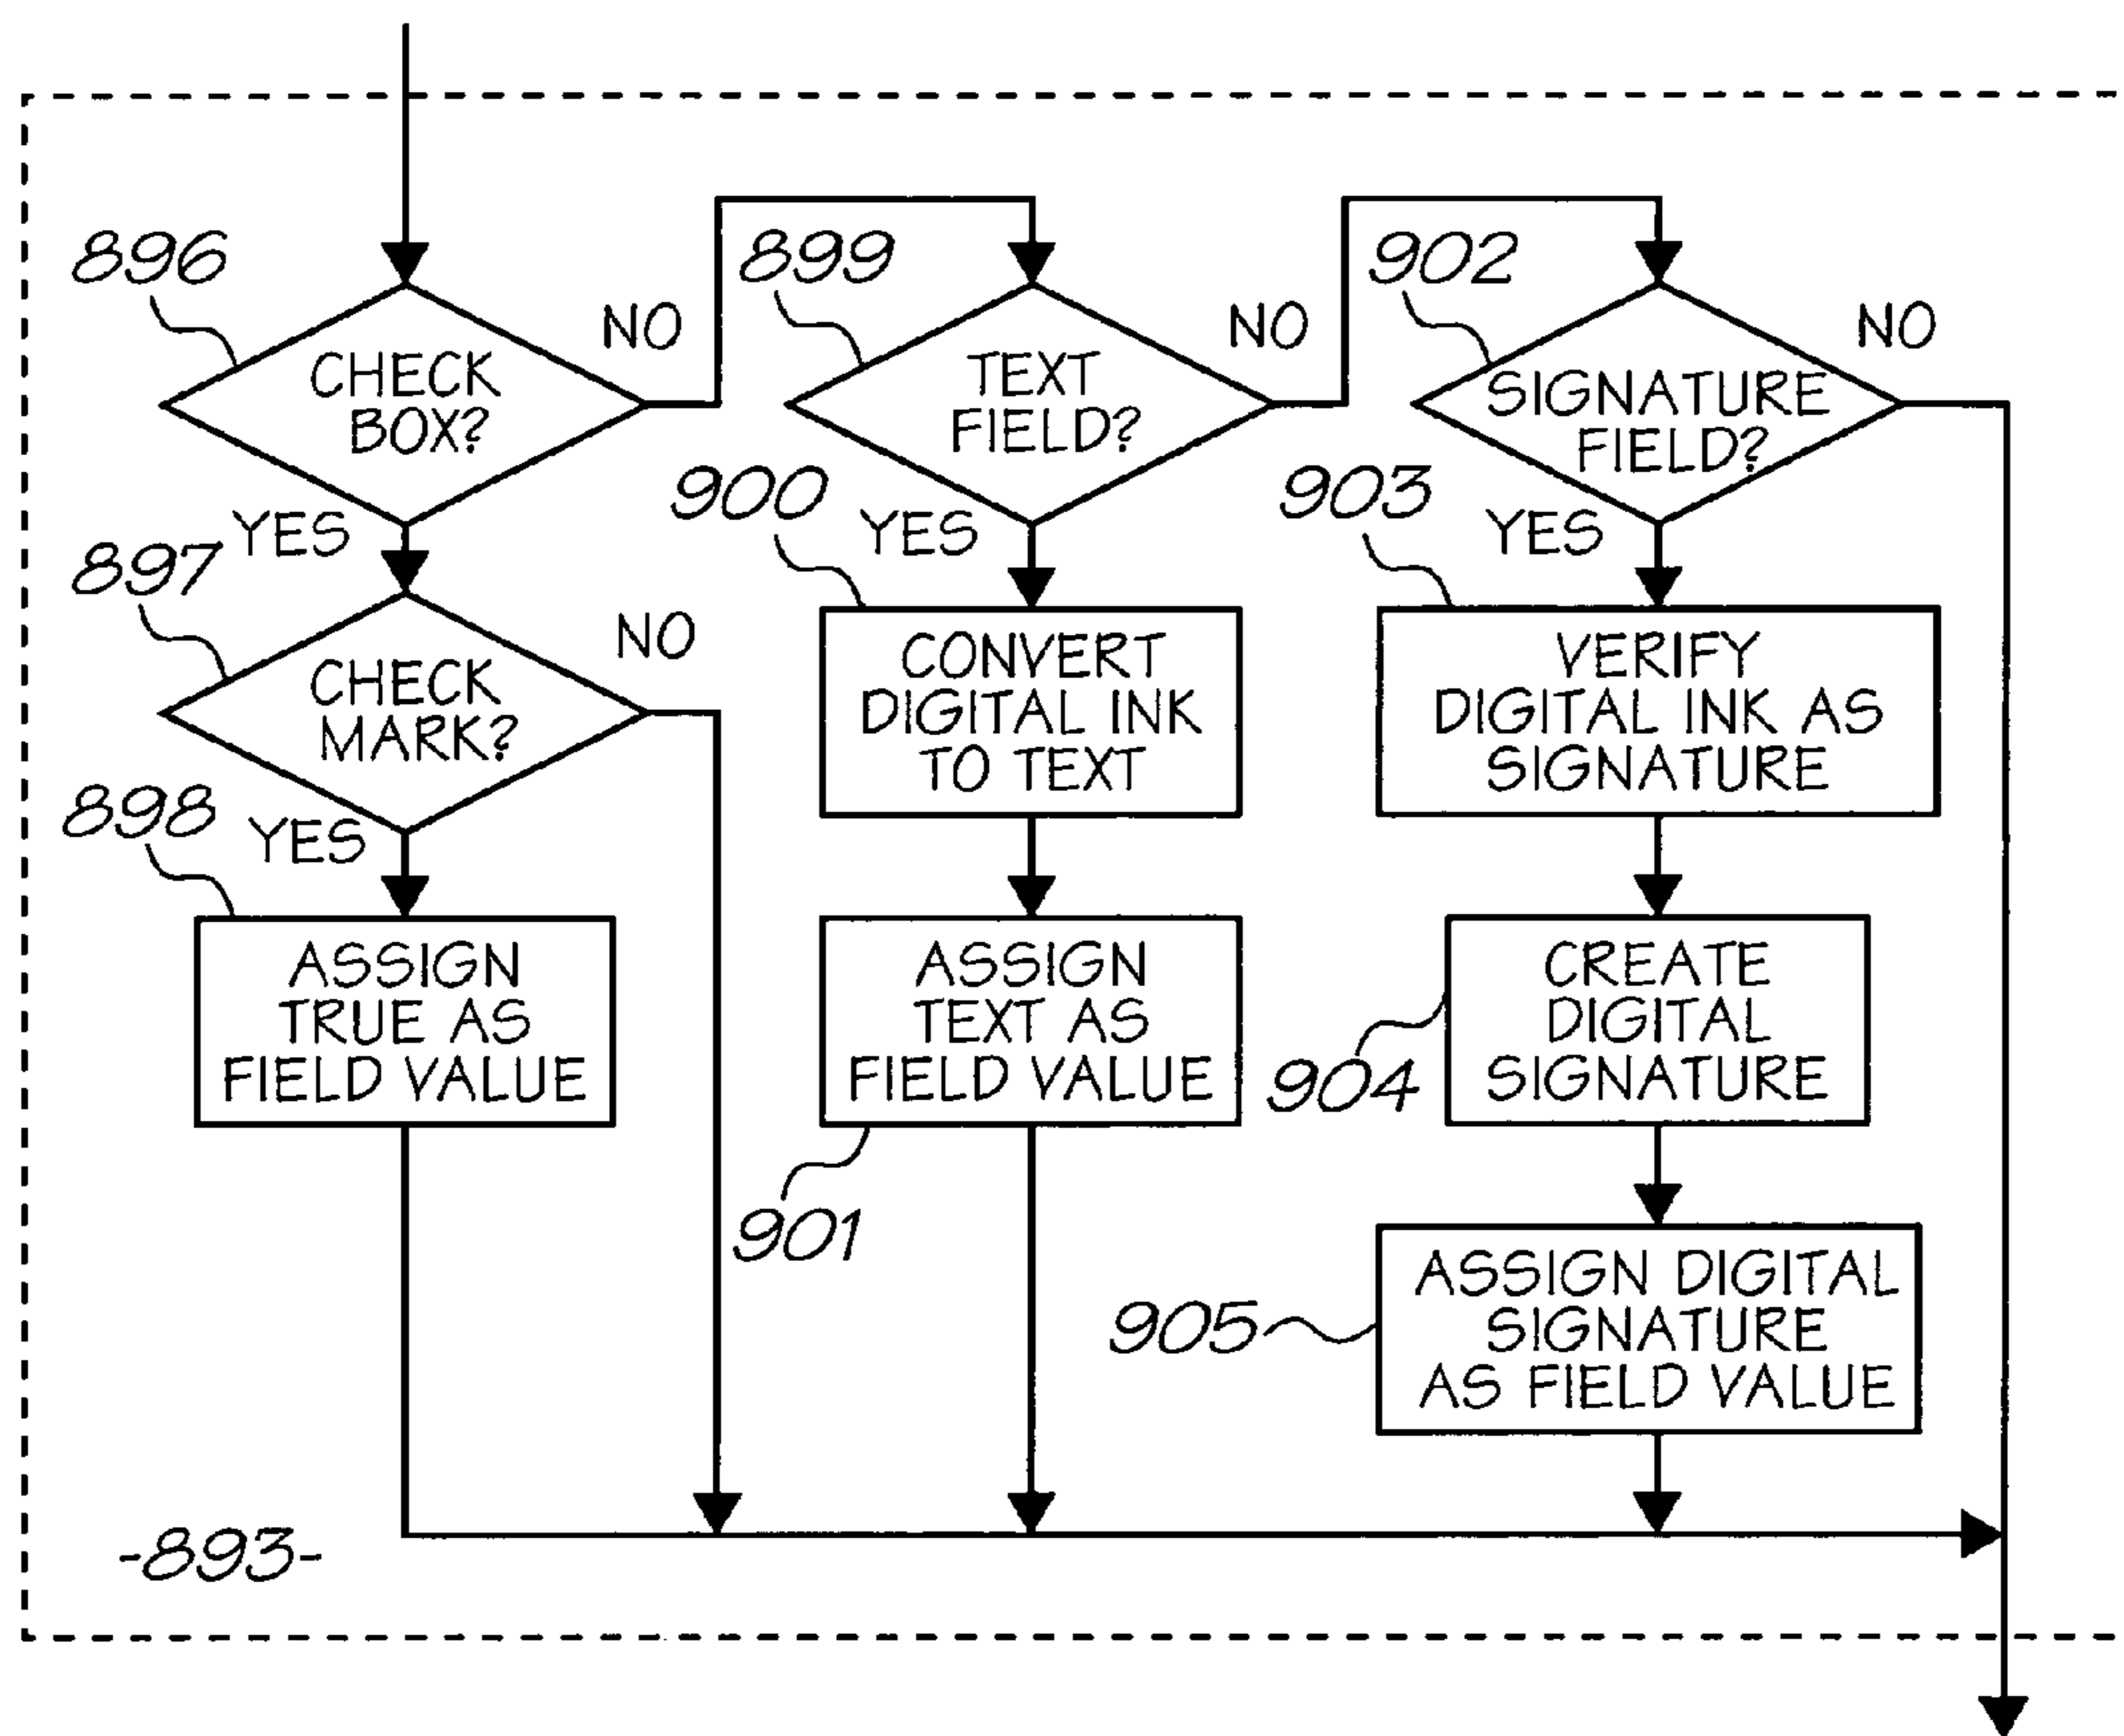 896
CHECK
BOX?
NO
YES
897
CHECK
MARK?
NO
YES
898
ASSIGN
TRUE AS
FIELD VALUE
899
TEXT
FIELD?
NO
YES
900
CONVERT
DIGITAL INK
TO TEXT
ASSIGN
TEXT AS
FIELD VALUE
901
902
SIGNATURE
FIELD?
NO
YES
903
VERIFY
DIGITAL INK AS
SIGNATURE
CREATE
DIGITAL
SIGNATURE
904
ASSIGN DIGITAL
SIGNATURE
AS FIELD VALUE
905
-893-